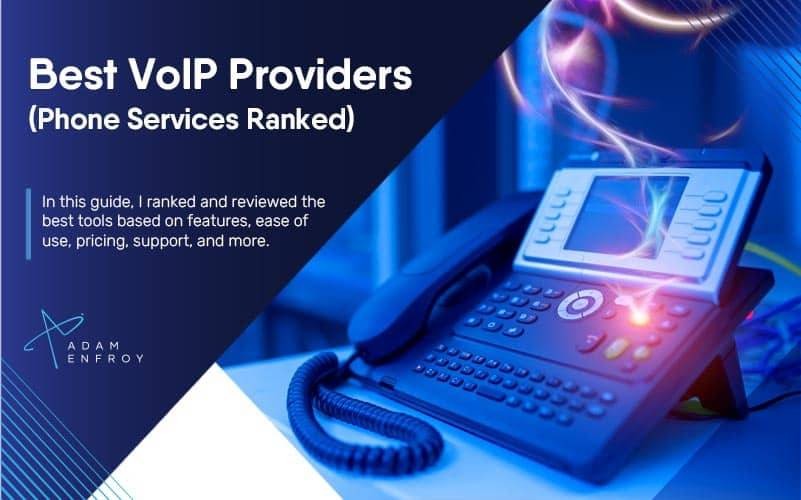 Best VoIP Providers
(Phone Services Ranked)
In this guide, I ranked and reviewed the
best tools based on features, ease of
use, pricing, support, and more.
ADAM
ENFROY